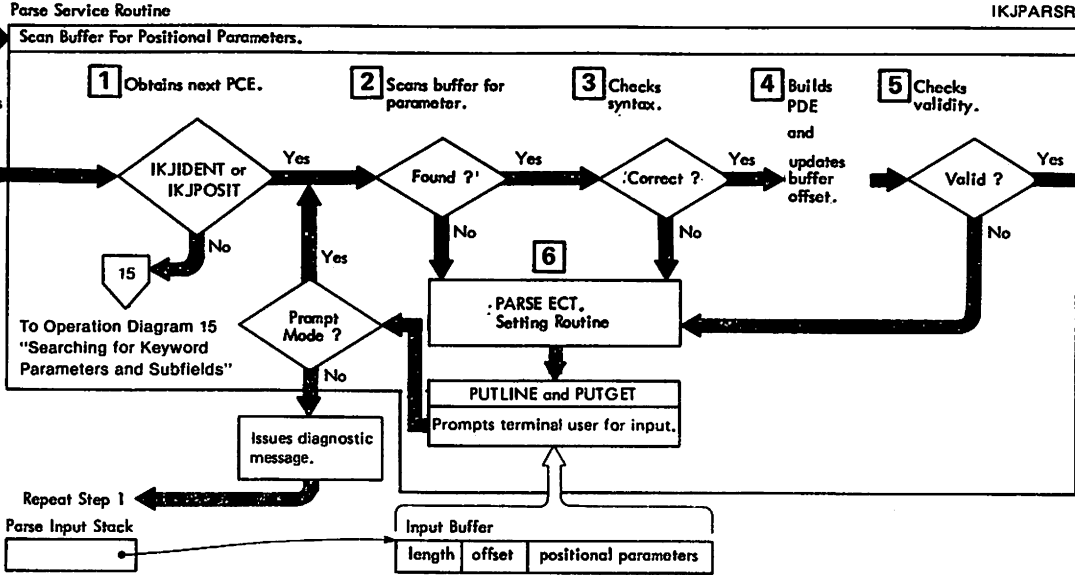 Parse Service Routine
IKJPARSR
Scan Buffer For Positional Parameters.
1 Obtains next PCE.
2 Scans buffer for
parameter.
3 Checks
syntax.
4 Builds
PDE
and
updates
buffer
offset.
5 Checks
validity.
s
IKJIDENT or
IKJPOSIT
Yes
Found ?
Yes
Correct ?
Yes
Valid ?
Yes
No
No
No
No
15
To Operation Diagram 15
"Searching for Keyword
Parameters and Subfields"
Yes
Prompt
Mode ?
No
6
PARSE ECT.
Setting Routine
PUTLINE and PUTGET
Prompts terminal user for input.
Issues diagnostic
message.
Repeat Step 1
Parse Input Stack
Input Buffer
length offset positional parameters